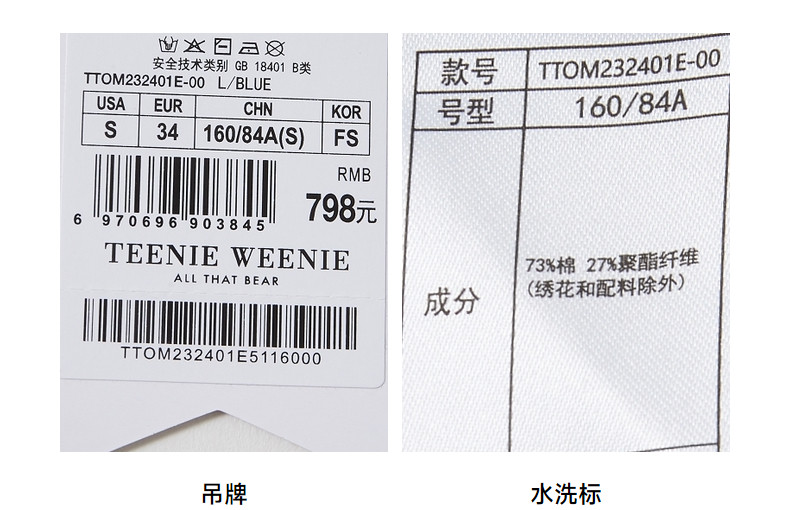 安全技术类别 GB 18401 B类
TTOM232401E-00 L/BLUE
USA EUR CHN KOR
S 34 160/84A(S) FS
RMB
798元
6 970696 903845
TEENIE WEENIE
ALL THAT BEAR
TTOM232401E5116000
吊牌
款号 TTOM232401E-00
号型 160/84A
成分 73%棉 27%聚酯纤维
(绣花和配料除外)
水洗标